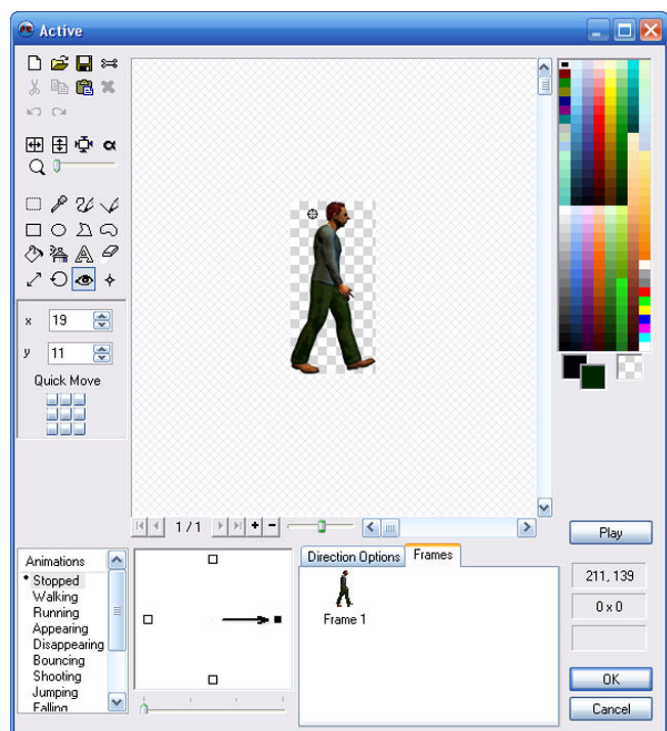 Active
x 19
y 11
Quick Move
1 / 1
Play
Animations
Stopped
Walking
Running
Appearing
Disappearing
Bouncing
Shooting
Jumping
Falling
Direction Options
Frames
Frame 1
211, 139
0 x 0
OK
Cancel